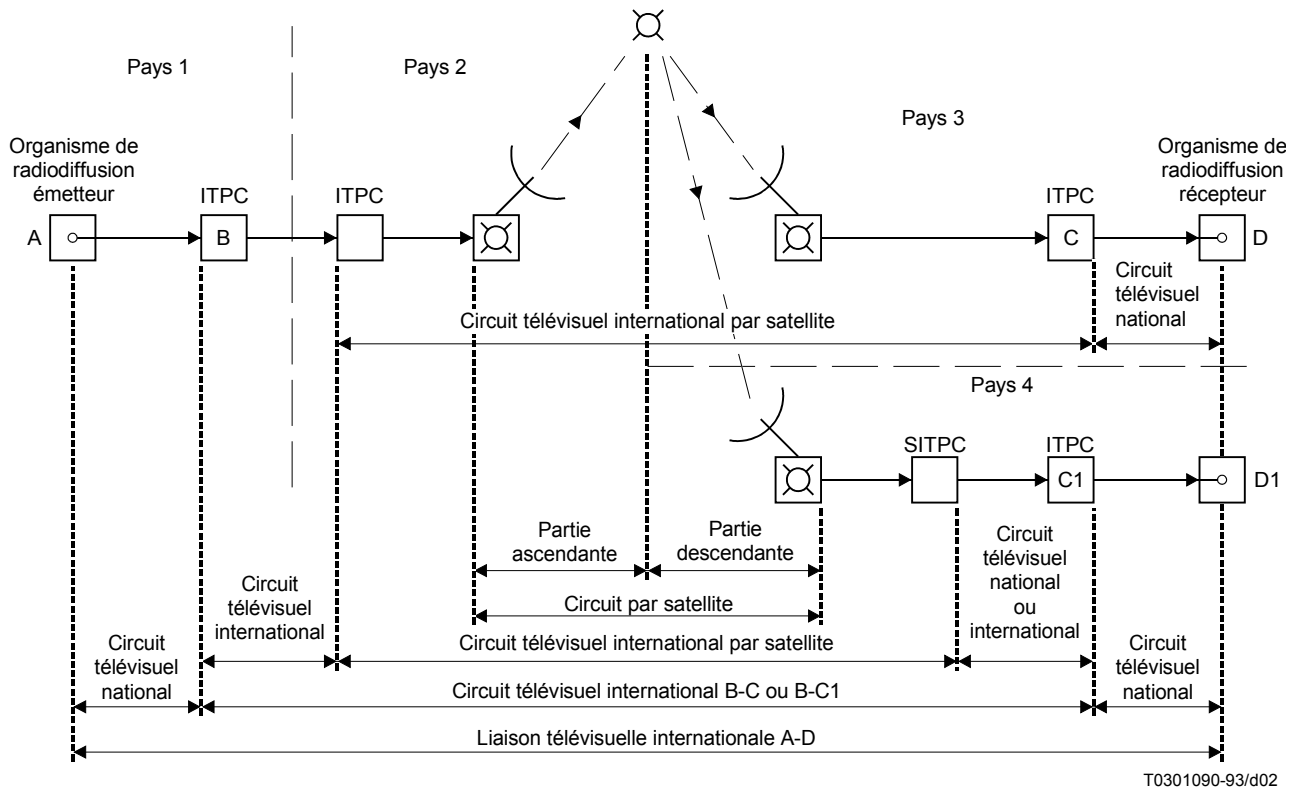 Pays 1
Pays 2
Pays 3
Organisme de
radiodiffusion
émetteur
Organisme de
radiodiffusion
récepteur
ITPC
ITPC
ITPC
A
B
C
D
Circuit
télévisuel
national
Circuit télévisuel international par satellite
Pays 4
SITPC
ITPC
C1
D1
Partie
ascendante
Partie
descendante
Circuit
télévisuel
national
ou
international
Circuit
télévisuel
international
Circuit par satellite
Circuit télévisuel international par satellite
Circuit
télévisuel
national
Circuit
télévisuel
national
Circuit télévisuel international B-C ou B-C1
Liaison télévisuelle internationale A-D
T0301090-93/d02